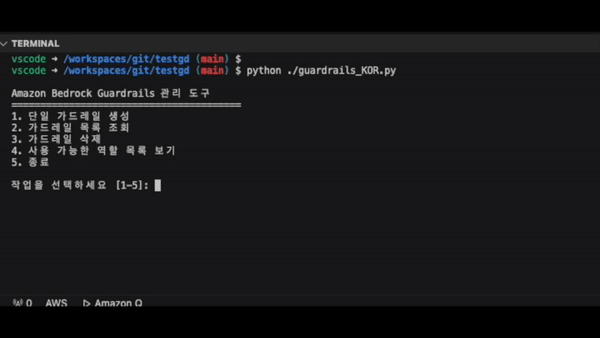 TERMINAL
vscode → /workspaces/git/testgd (main) $
vscode → /workspaces/git/testgd (main) $ python ./guardrails_KOR.py
Amazon Bedrock Guardrails 관리 도구
========================================
1. 단일 가드레일 생성
2. 가드레일 목록 조회
3. 가드레일 삭제
4. 사용 가능한 역할 목록 보기
5. 종료
작업을 선택하세요 [1-5]:
0 AWS Amazon Q